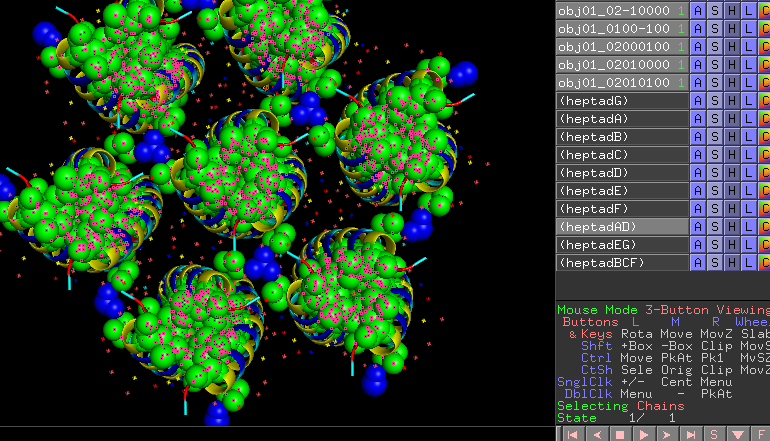 obj01_02-10000 1 A S H L C
obj01_0100-100 1 A S H L C
obj01_02000100 1 A S H L C
obj01_02010000 1 A S H L C
obj01_02010100 1 A S H L C
(heptadG) A S H L C
(heptadA) A S H L C
(heptadB) A S H L C
(heptadC) A S H L C
(heptadD) A S H L C
(heptadE) A S H L C
(heptadF) A S H L C
(heptadAD) A S H L C
(heptadEG) A S H L C
(heptadBCF) A S H L C
Mouse Mode 3-Button Viewing
Buttons L M R Whee
& Keys Rota Move MovZ Slab
Shft +Box -Box Clip MovS
Ctrl Move PkAt Pk1 MvSZ
CtSh Sele Orig Clip MovZ
SnglClk +/- Cent Menu
DblClk Menu - PkAt
Selecting Chains
State 1/ 1
S F